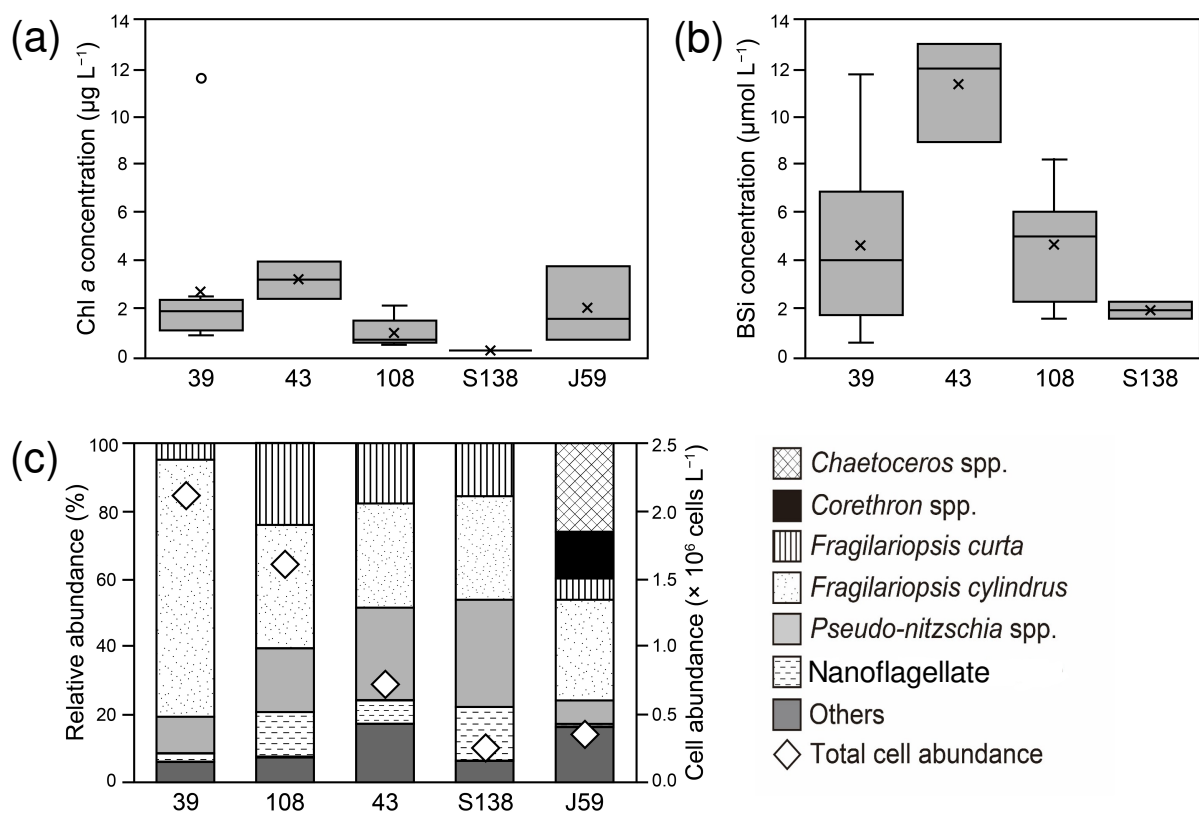 (a)
Chl a concentration (µg L⁻¹)
14
12
10
8
6
4
2
0
39 43 108 S138 J59
(b)
BSi concentration (µmol L⁻¹)
14
12
10
8
6
4
2
0
39 43 108 S138
(c)
Relative abundance (%)
100
80
60
40
20
0
39 108 43 S138 J59
2.5
2.0
1.5
1.0
0.5
0.0
Cell abundance (× 10⁶ cells L⁻¹)
Chaetoceros spp.
Corethron spp.
Fragilariopsis curta
Fragilariopsis cylindrus
Pseudo-nitzschia spp.
Nanoflagellate
Others
Total cell abundance